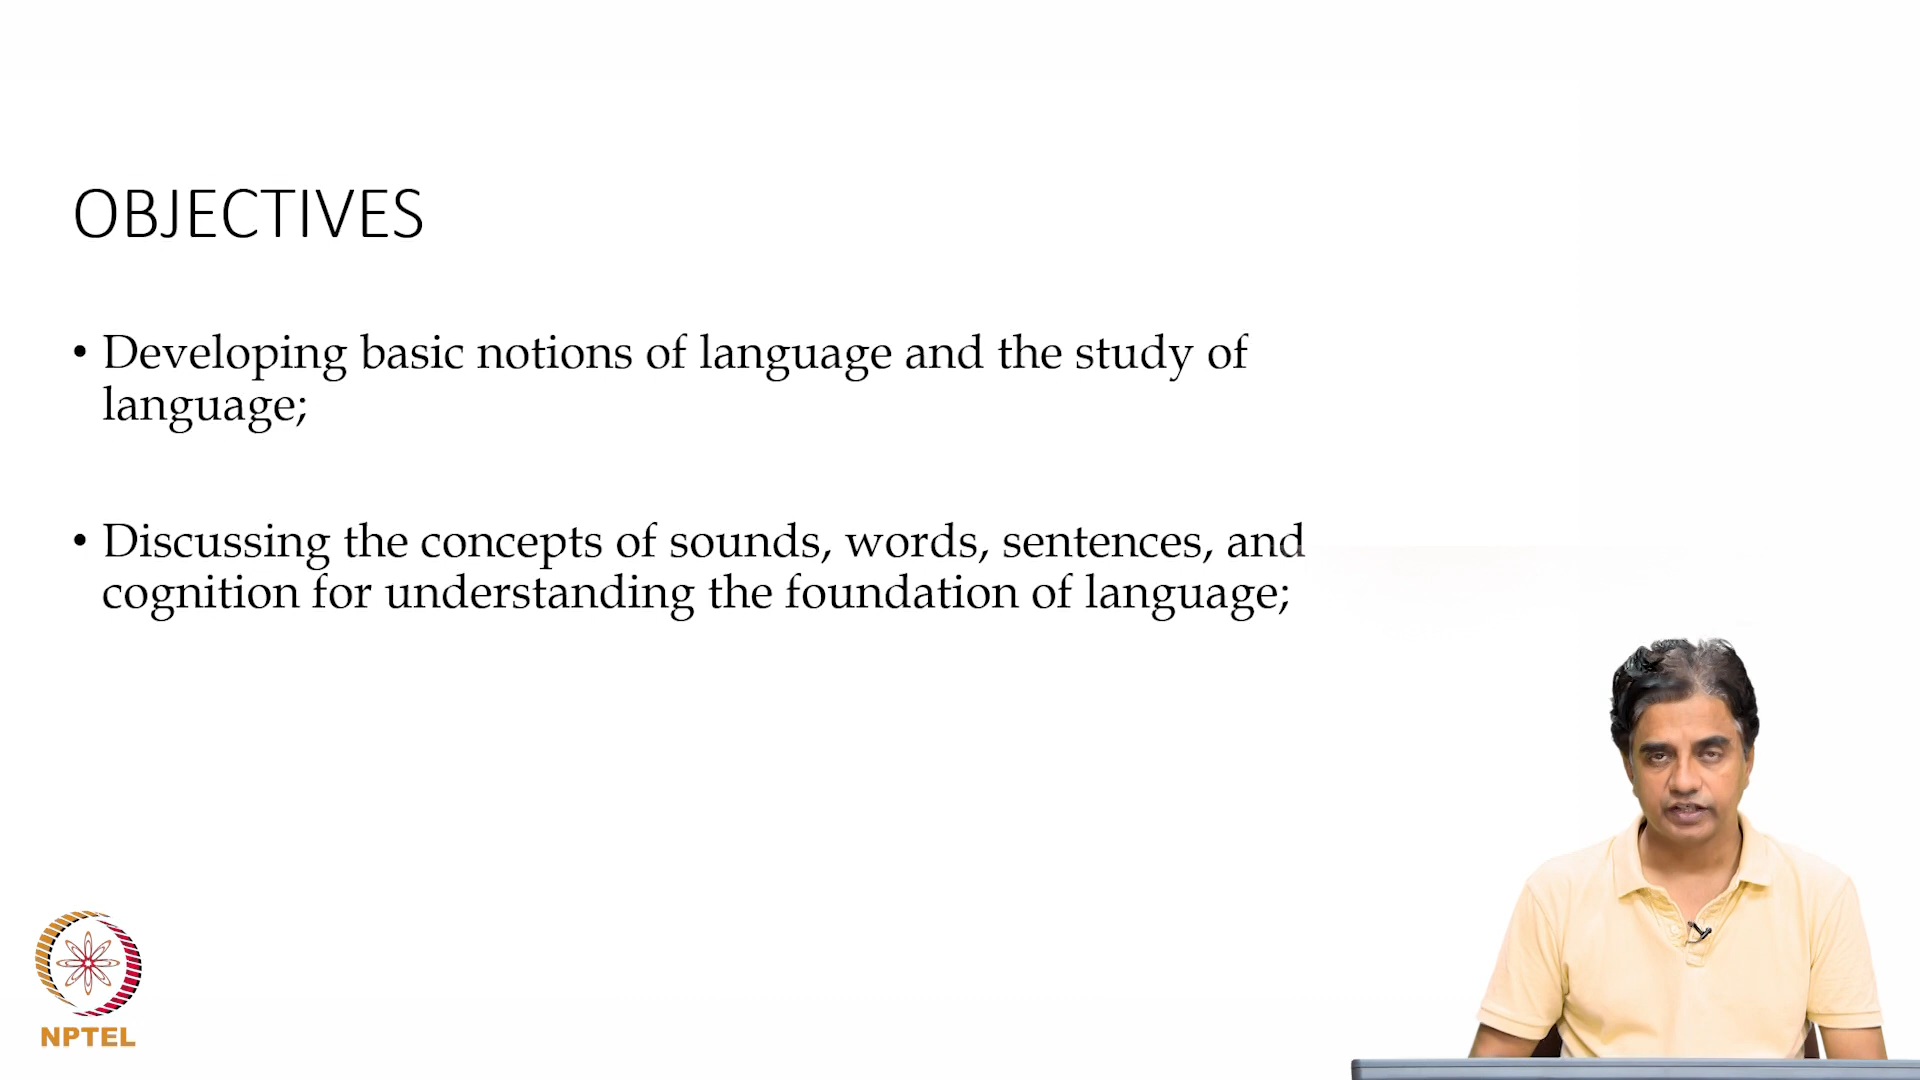 OBJECTIVES
• Developing basic notions of language and the study of
language;
• Discussing the concepts of sounds, words, sentences, and
cognition for understanding the foundation of language;
NPTEL